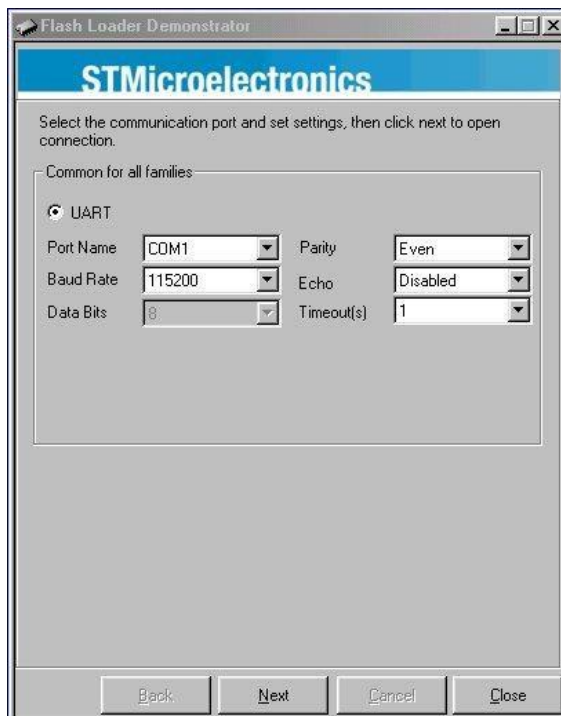 Flash Loader Demonstrator
STMicroelectronics
Select the communication port and set settings, then click next to open
connection.
Common for all families
UART
Port Name COM1 Parity Even
Baud Rate 115200 Echo Disabled
Data Bits 8 Timeout(s) 1
Back Next Cancel Close